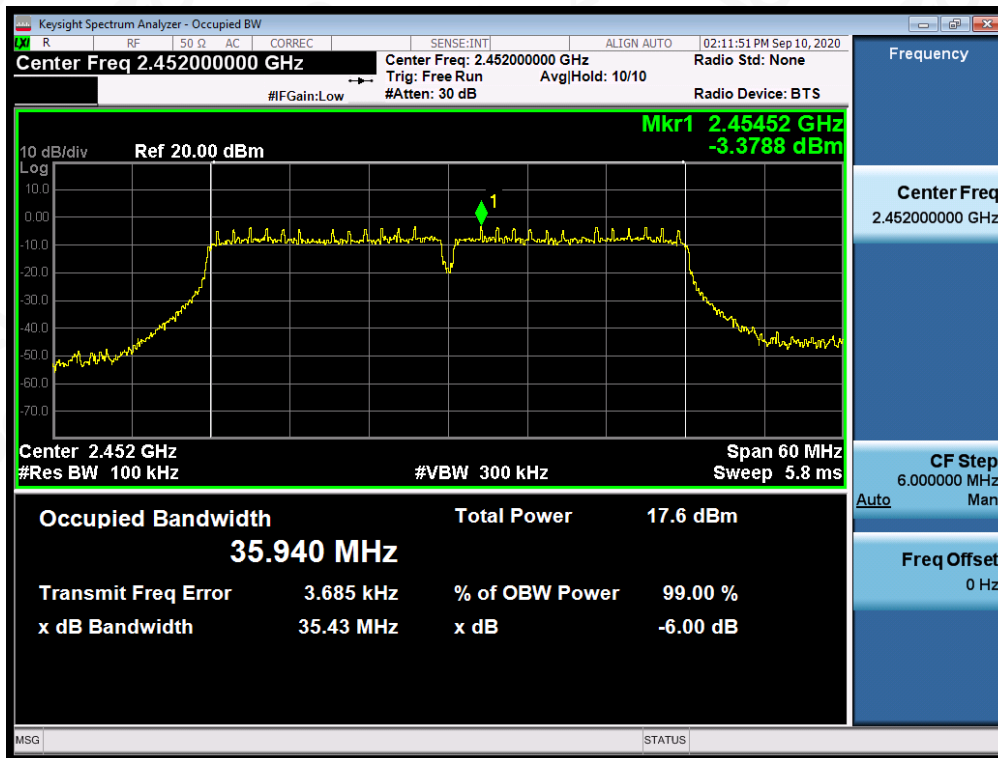 Keysight Spectrum Analyzer - Occupied BW
LXI R RF 50 Ω AC CORREC SENSE:INT ALIGN AUTO 02:11:51 PM Sep 10, 2020
Center Freq 2.452000000 GHz
Center Freq: 2.452000000 GHz Radio Std: None
Trig: Free Run Avg|Hold: 10/10
#IFGain:Low #Atten: 30 dB Radio Device: BTS
Mkr1 2.45452 GHz
-3.3788 dBm
10 dB/div Ref 20.00 dBm
Log
10.0
0.00
-10.0
-20.0
-30.0
-40.0
-50.0
-60.0
-70.0
1
Center 2.452 GHz Span 60 MHz
#Res BW 100 kHz #VBW 300 kHz Sweep 5.8 ms
Occupied Bandwidth Total Power 17.6 dBm
35.940 MHz
Transmit Freq Error 3.685 kHz % of OBW Power 99.00 %
x dB Bandwidth 35.43 MHz x dB -6.00 dB
MSG STATUS
Frequency
Center Freq
2.452000000 GHz
CF Step
6.000000 MHz
Auto Man
Freq Offset
0 Hz